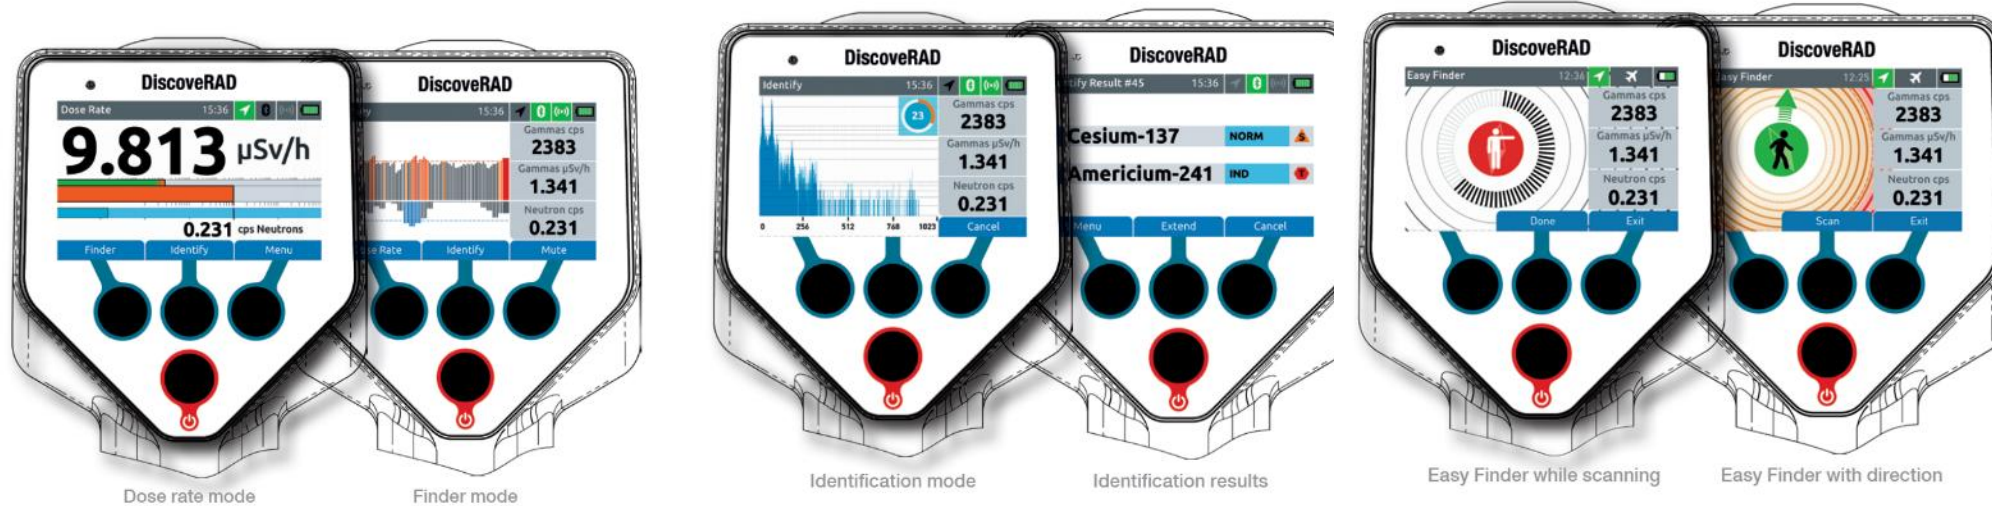 DiscoveRAD
Dose Rate 15:36
9.813 µSv/h
0.231 cps Neutrons
Finder Identify Menu
Dose rate mode
DiscoveRAD
15:36
Gammas cps
2383
Gammas µSv/h
1.341
Neutron cps
0.231
Rate Identify Mute
Finder mode
DiscoveRAD
Identify 15:36
23
Gammas cps
2383
Gammas µSv/h
1.341
Neutron cps
0.231
0 256 512 768 1023
Cancel
Identification mode
DiscoveRAD
Result #45 15:36
Cesium-137 NORM
Americium-241 IND
Menu Extend Cancel
Identification results
DiscoveRAD
Easy Finder 12:36
Gammas cps
2383
Gammas µSv/h
1.341
Neutron cps
0.231
Done Exit
Easy Finder while scanning
DiscoveRAD
Finder 12:25
Gammas cps
2383
Gammas µSv/h
1.341
Neutron cps
0.231
Scan Exit
Easy Finder with direction